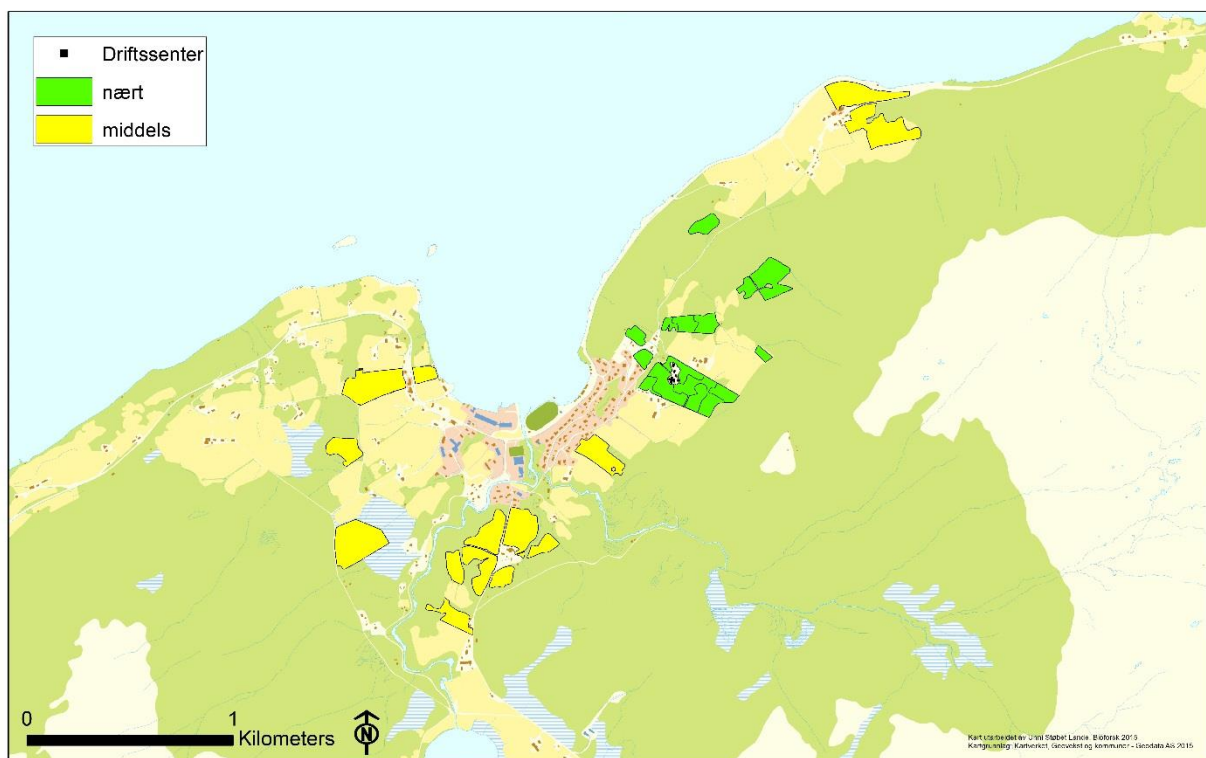 Driftssenter
nært
middels
0 1
Kilometers
N
Kart utarbeidet av Unni Støbet Lande, Bioforsk 2015
Kartgrunnlag: Kartverket, Geovekst og kommuner - Geodata AS 2015